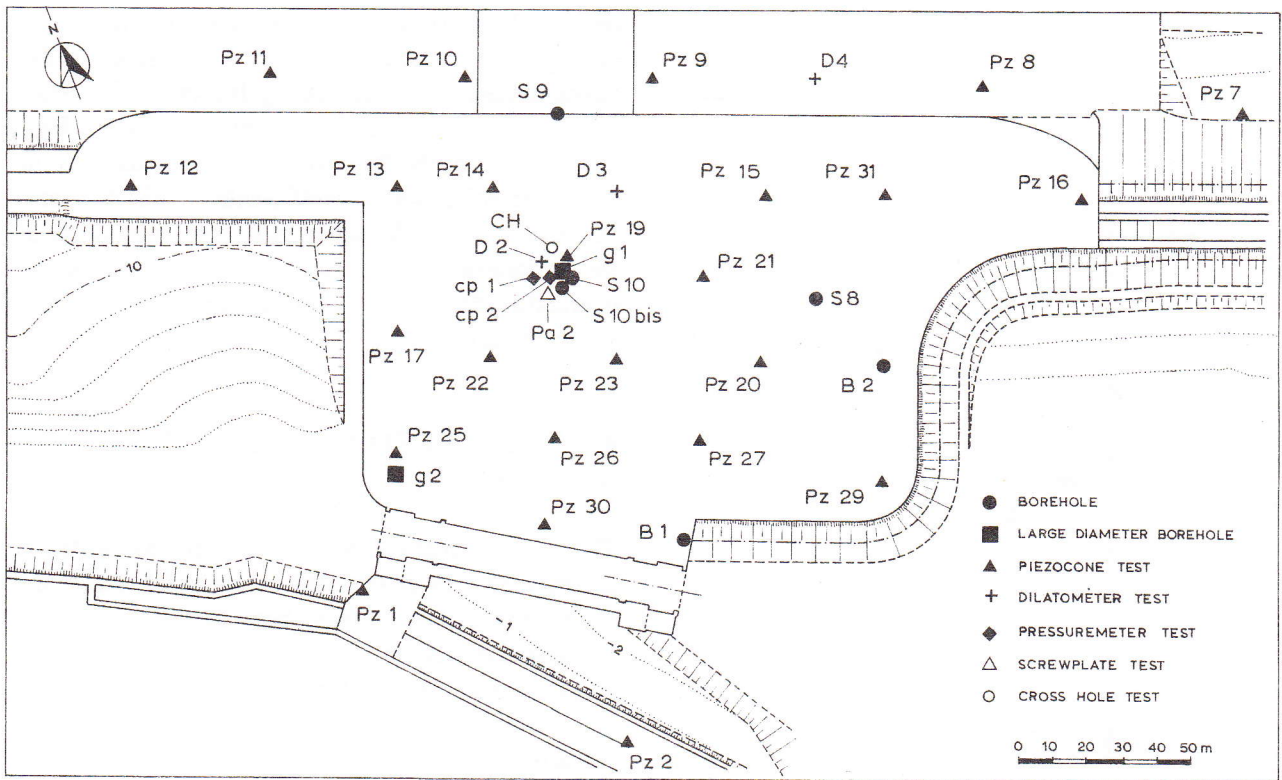 N
Pz 11
Pz 10
Pz 9
D4
Pz 8
Pz 7
S 9
Pz 12
Pz 13
Pz 14
D 3
Pz 15
Pz 31
Pz 16
CH
Pz 19
D 2
g 1
10
cp 1
S 10
Pz 21
S 8
cp 2
S 10 bis
Pa 2
Pz 17
Pz 22
Pz 23
Pz 20
B 2
Pz 25
g 2
Pz 26
Pz 27
Pz 29
Pz 30
B 1
Pz 1
-1
-2
Pz 2
BOREHOLE
LARGE DIAMETER BOREHOLE
PIEZOCONE TEST
DILATOMETER TEST
PRESSUREMETER TEST
SCREWPLATE TEST
CROSS HOLE TEST
0 10 20 30 40 50 m